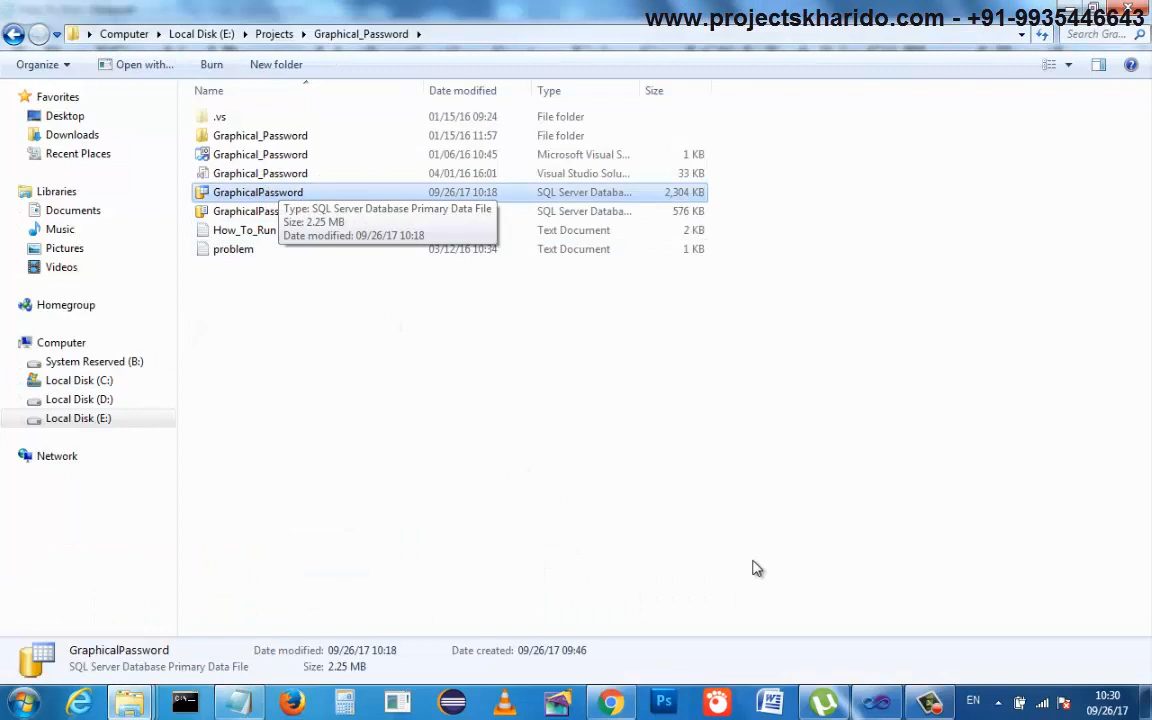 www.projectskharido.com - +91-9935446643
Computer Local Disk (E:) Projects Graphical_Password Search Gra...
Organize Open with... Burn New folder
Name Date modified Type Size
Favorites
Desktop
Downloads
Recent Places
Libraries
Documents
Music
Pictures
Videos
Homegroup
Computer
System Reserved (B:)
Local Disk (C:)
Local Disk (D:)
Local Disk (E:)
Network
.vs 01/15/16 09:24 File folder
Graphical_Password 01/15/16 11:57 File folder
Graphical_Password 01/06/16 10:45 Microsoft Visual S... 1 KB
Graphical_Password 04/01/16 16:01 Visual Studio Solu... 33 KB
GraphicalPassword 09/26/17 10:18 SQL Server Databa... 2,304 KB
GraphicalPas SQL Server Databa... 576 KB
How_To_Run Text Document 2 KB
problem 03/12/16 10:34 Text Document 1 KB
Type: SQL Server Database Primary Data File
Size: 2.25 MB
Date modified: 09/26/17 10:18
GraphicalPassword Date modified: 09/26/17 10:18 Date created: 09/26/17 09:46
SQL Server Database Primary Data File Size: 2.25 MB
Ps
EN
10:30
09/26/17